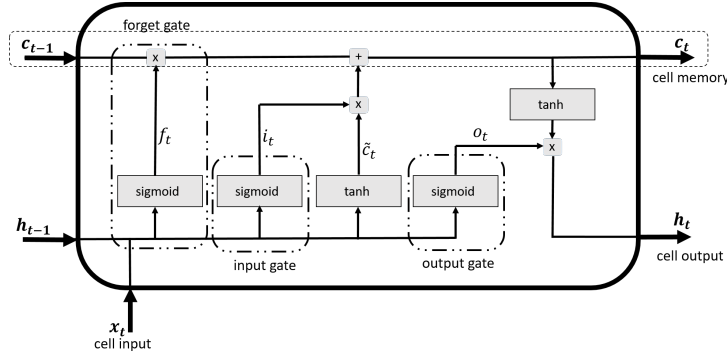 forget gate
c_{t-1}
x
+
c_t
cell memory
tanh
x
f_t
i_t
c̃_t
o_t
x
sigmoid
sigmoid
tanh
sigmoid
h_{t-1}
h_t
input gate
output gate
cell output
x_t
cell input